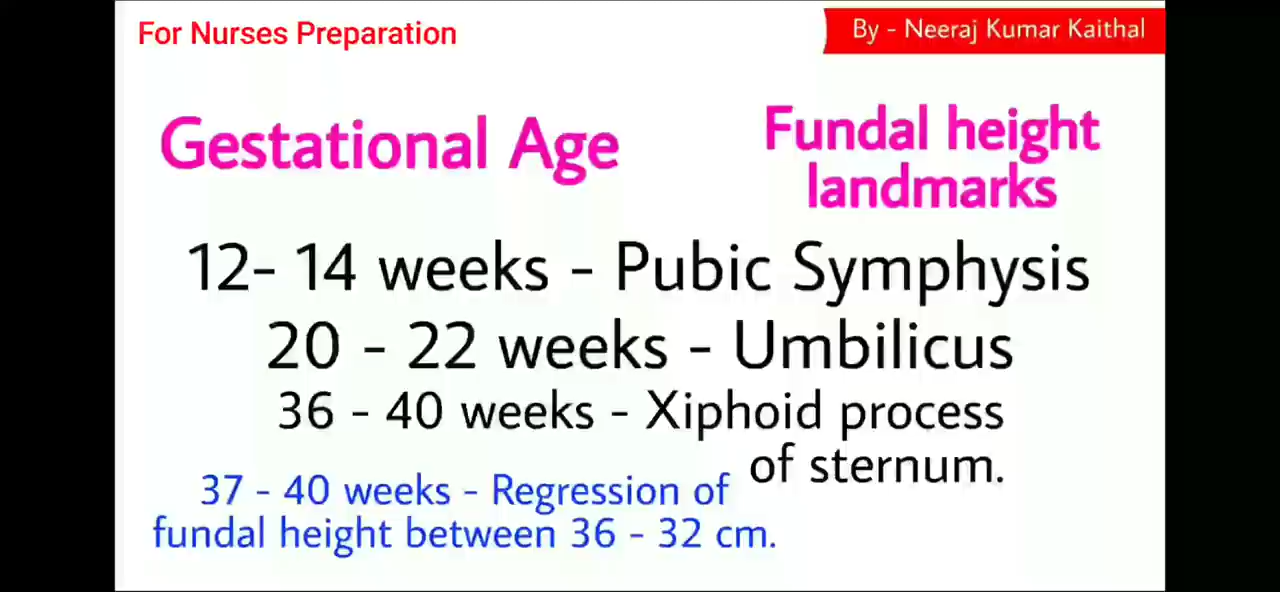 For Nurses Preparation
By - Neeraj Kumar Kaithal
Gestational Age
Fundal height
landmarks
12- 14 weeks - Pubic Symphysis
20 - 22 weeks - Umbilicus
36 - 40 weeks - Xiphoid process
of sternum.
37 - 40 weeks - Regression of
fundal height between 36 - 32 cm.